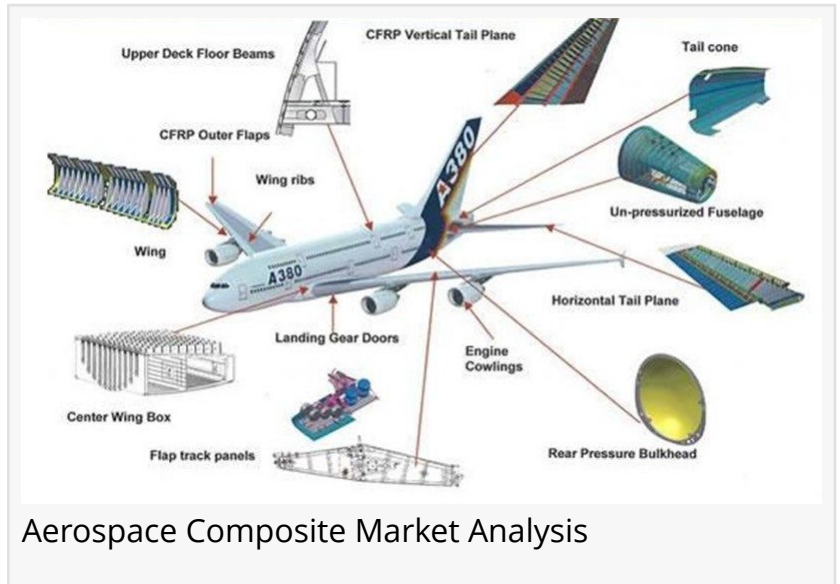 CFRP Vertical Tail Plane
Upper Deck Floor Beams
Tail cone
CFRP Outer Flaps
Wing ribs
A380
Un-pressurized Fuselage
Wing
A380
Horizontal Tail Plane
Landing Gear Doors
Engine
Cowlings
Center Wing Box
Flap track panels
Rear Pressure Bulkhead
Aerospace Composite Market Analysis